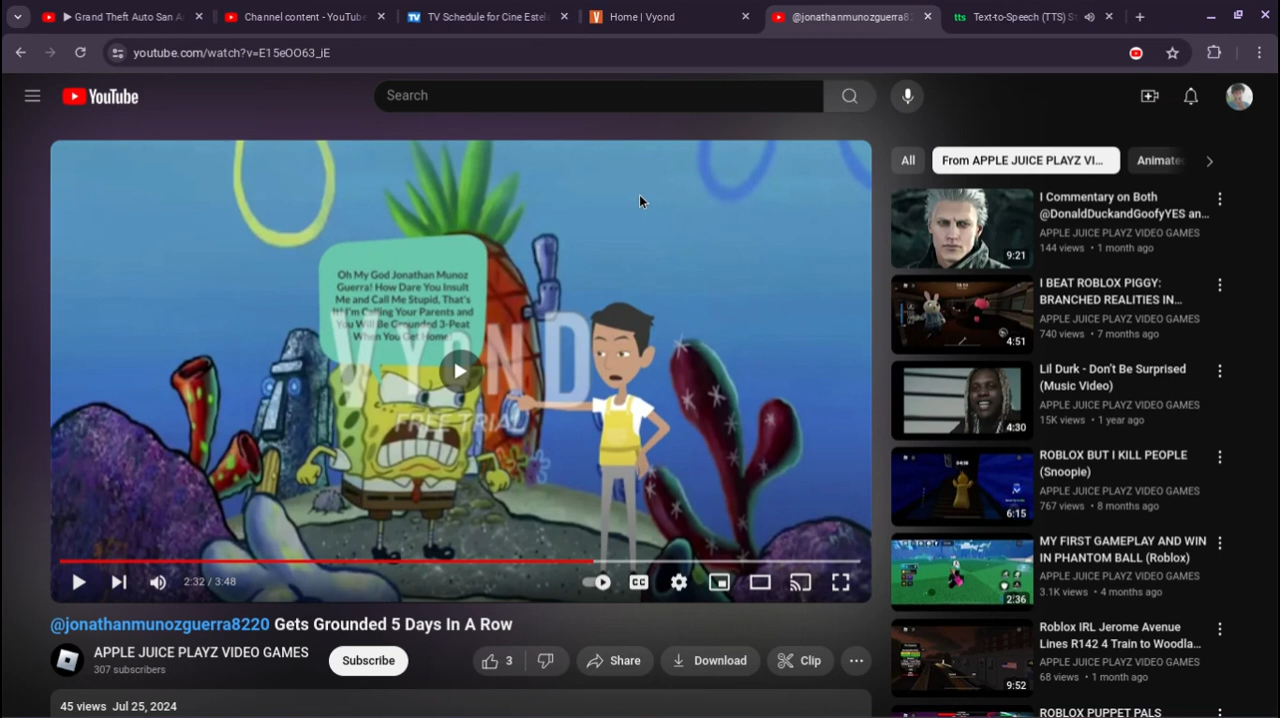 Grand Theft Auto San A
Channel content - YouTube
TV Schedule for Cine Estela
Home | Vyond
@jonathanmunozguerra82
tts Text-to-Speech (TTS) S
youtube.com/watch?v=E15eOO63_iE
YouTube
Search
All
From APPLE JUICE PLAYZ VI...
Animated
Oh My God Jonathan Munoz
Guerra! How Dare You Insult
Me and Call Me Stupid, That's
It! I'm Calling Your Parents and
You Will Be Grounded 3-Peat
When You Get Home
VYOND
FREE TRIAL
2:32 / 3:48
CC
@jonathanmunozguerra8220 Gets Grounded 5 Days In A Row
APPLE JUICE PLAYZ VIDEO GAMES
307 subscribers
Subscribe
3
Share
Download
Clip
45 views Jul 25, 2024
I Commentary on Both
@DonaldDuckandGoofyYES an...
APPLE JUICE PLAYZ VIDEO GAMES
144 views • 1 month ago
9:21
I BEAT ROBLOX PIGGY:
BRANCHED REALITIES IN...
APPLE JUICE PLAYZ VIDEO GAMES
740 views • 7 months ago
4:51
Lil Durk - Don't Be Surprised
(Music Video)
APPLE JUICE PLAYZ VIDEO GAMES
15K views • 1 year ago
4:30
ROBLOX BUT I KILL PEOPLE
(Snoopie)
APPLE JUICE PLAYZ VIDEO GAMES
767 views • 8 months ago
6:15
MY FIRST GAMEPLAY AND WIN
IN PHANTOM BALL (Roblox)
APPLE JUICE PLAYZ VIDEO GAMES
3.1K views • 4 months ago
2:36
Roblox IRL Jerome Avenue
Lines R142 4 Train to Woodla...
APPLE JUICE PLAYZ VIDEO GAMES
68 views • 1 month ago
9:52
ROBLOX PUPPET PALS